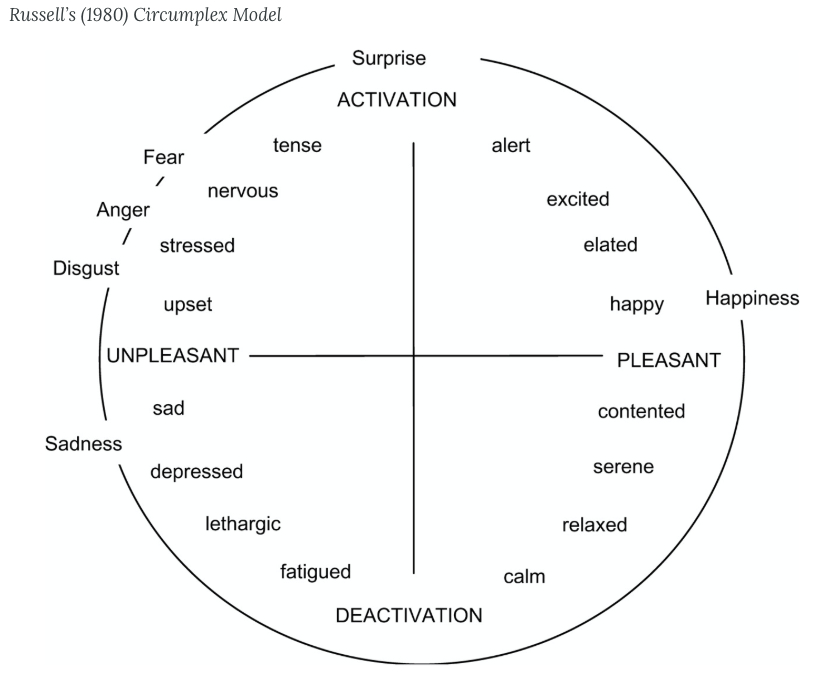 Russell’s (1980) Circumplex Model
Surprise
ACTIVATION
tense
alert
Fear
nervous
excited
Anger
stressed
elated
Disgust
upset
happy
Happiness
UNPLEASANT
PLEASANT
sad
contented
Sadness
depressed
serene
lethargic
relaxed
fatigued
calm
DEACTIVATION